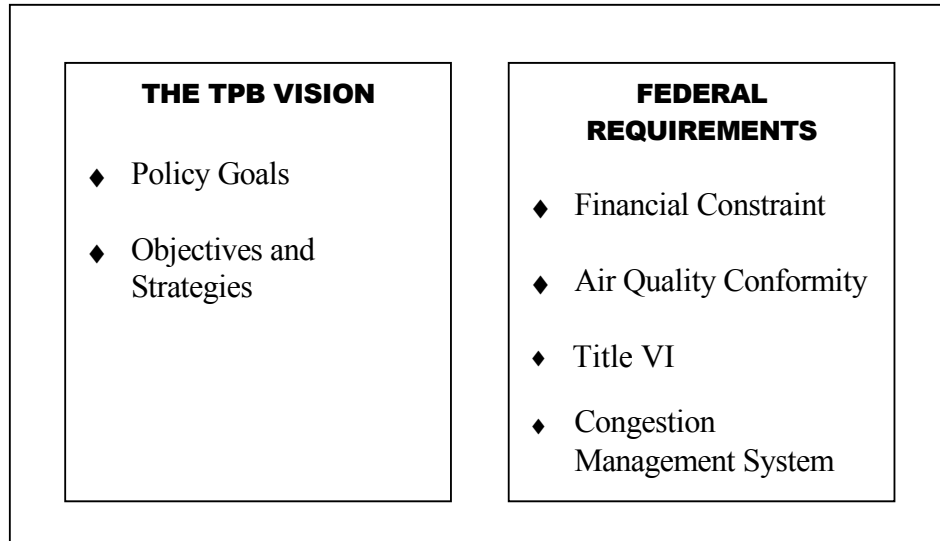 THE TPB VISION
♦ Policy Goals
♦ Objectives and
Strategies
FEDERAL
REQUIREMENTS
♦ Financial Constraint
♦ Air Quality Conformity
♦ Title VI
♦ Congestion
Management System